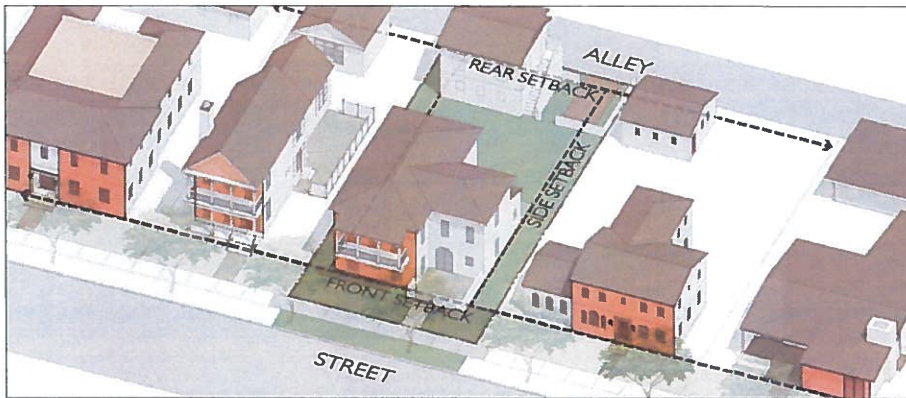 ALLEY
REAR SETBACK
SIDE SETBACK
FRONT SETBACK
STREET